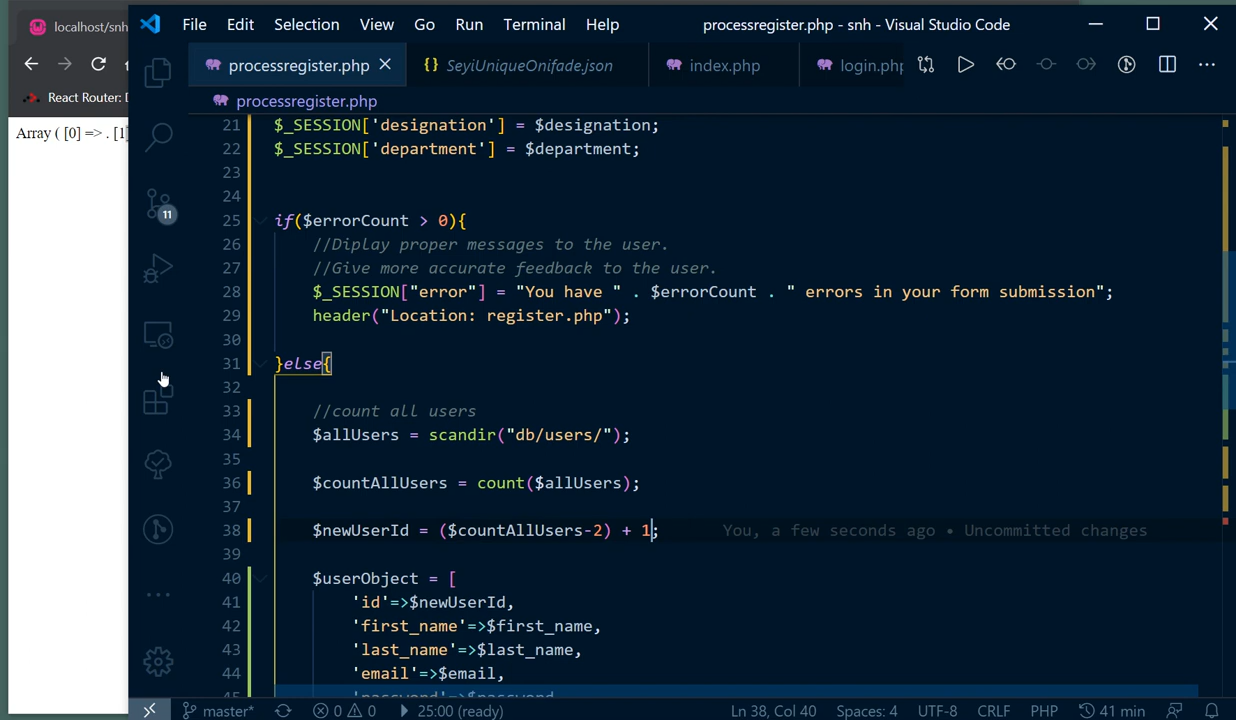 localhost/snh
React Router: D
Array ( [0] => . [1]
File Edit Selection View Go Run Terminal Help
processregister.php - snh - Visual Studio Code
processregister.php
{} SeyiUniqueOnifade.json
index.php
login.php
processregister.php
21 $_SESSION['designation'] = $designation;
22 $_SESSION['department'] = $department;
23
24
25 if($errorCount > 0){
26 //Diplay proper messages to the user.
27 //Give more accurate feedback to the user.
28 $_SESSION["error"] = "You have " . $errorCount . " errors in your form submission";
29 header("Location: register.php");
30
31 }else{
32
33 //count all users
34 $allUsers = scandir("db/users/");
35
36 $countAllUsers = count($allUsers);
37
38 $newUserId = ($countAllUsers-2) + 1; You, a few seconds ago • Uncommitted changes
39
40 $userObject = [
41 'id'=>$newUserId,
42 'first_name'=>$first_name,
43 'last_name'=>$last_name,
44 'email'=>$email,
45 'password'=>$password
11
master* 0 0 25:00 (ready) Ln 38, Col 40 Spaces: 4 UTF-8 CRLF PHP 41 min